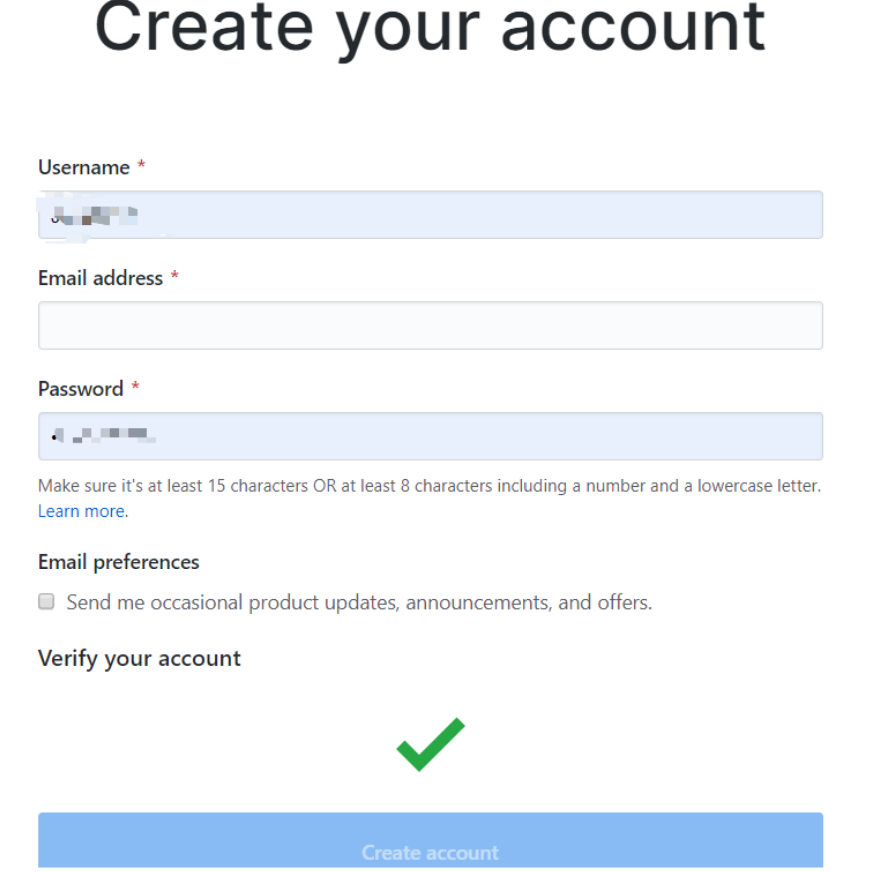 Create your account
Username *
Email address *
Password *
Make sure it's at least 15 characters OR at least 8 characters including a number and a lowercase letter.
Learn more.
Email preferences
Send me occasional product updates, announcements, and offers.
Verify your account
Create account